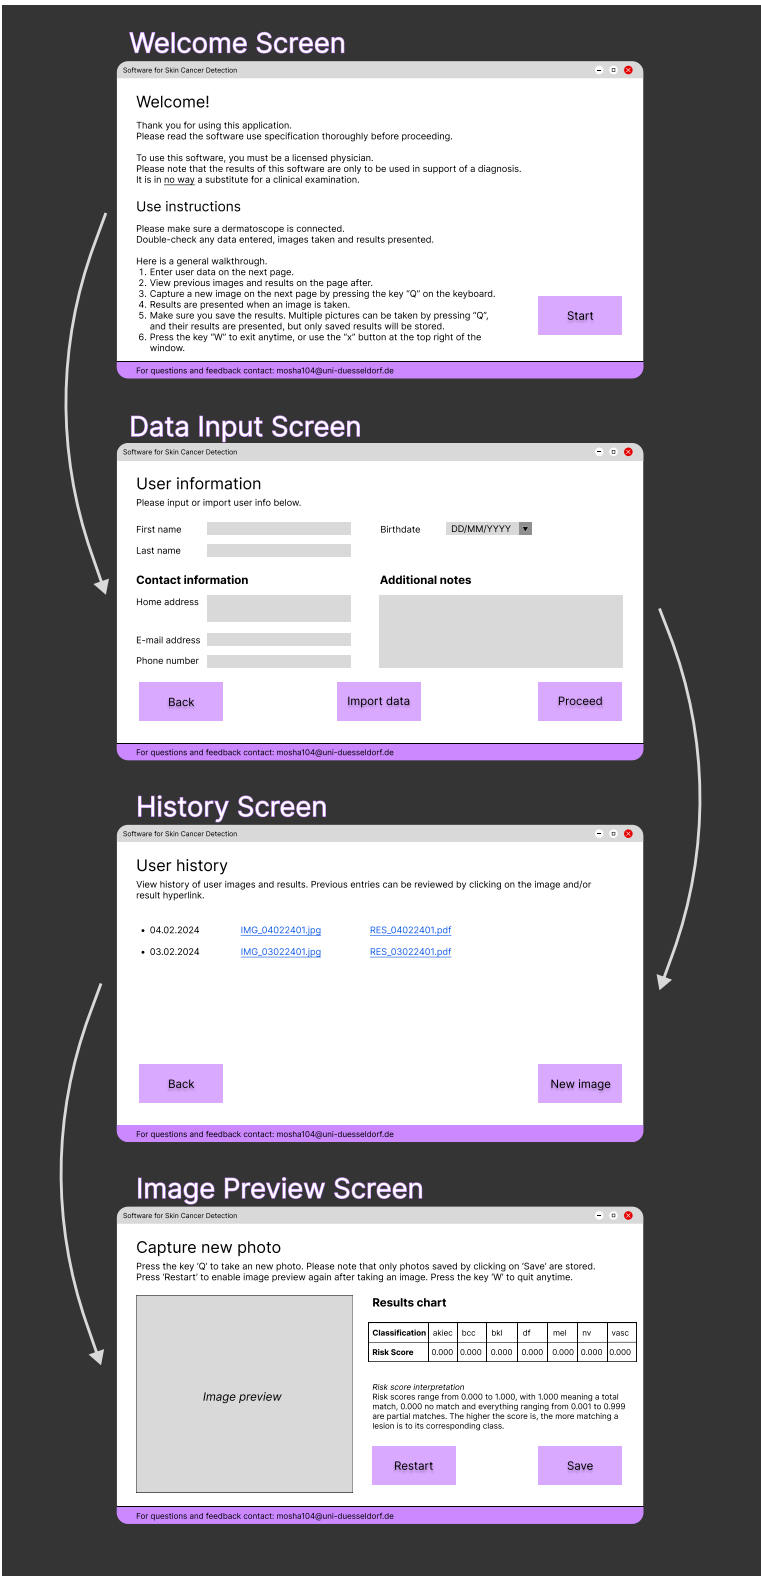 Welcome Screen
Software for Skin Cancer Detection
Welcome!
Thank you for using this application.
Please read the software use specification thoroughly before proceeding.
To use this software, you must be a licensed physician.
Please note that the results of this software are only to be used in support of a diagnosis.
It is in no way a substitute for a clinical examination.
Use instructions
Please make sure a dermatoscope is connected.
Double-check any data entered, images taken and results presented.
Here is a general walkthrough.
1. Enter user data on the next page.
2. View previous images and results on the page after.
3. Capture a new image on the next page by pressing the key “Q” on the keyboard.
4. Results are presented when an image is taken.
5. Make sure you save the results. Multiple pictures can be taken by pressing “Q”,
and their results are presented, but only saved results will be stored.
6. Press the key “W” to exit anytime, or use the “x” button at the top right of the
window.
Start
For questions and feedback contact: mosha104@uni-duesseldorf.de
Data Input Screen
Software for Skin Cancer Detection
User information
Please input or import user info below.
First name
Birthdate DD/MM/YYYY
Last name
Contact information
Additional notes
Home address
E-mail address
Phone number
Back
Import data
Proceed
For questions and feedback contact: mosha104@uni-duesseldorf.de
History Screen
Software for Skin Cancer Detection
User history
View history of user images and results. Previous entries can be reviewed by clicking on the image and/or
result hyperlink.
• 04.02.2024 IMG_04022401.jpg RES_04022401.pdf
• 03.02.2024 IMG_03022401.jpg RES_03022401.pdf
Back
New image
For questions and feedback contact: mosha104@uni-duesseldorf.de
Image Preview Screen
Software for Skin Cancer Detection
Capture new photo
Press the key ‘Q’ to take an new photo. Please note that only photos saved by clicking on ‘Save’ are stored.
Press ‘Restart’ to enable image preview again after taking an image. Press the key ‘W’ to quit anytime.
Image preview
Results chart
Classification akiec bcc bkl df mel nv vasc
Risk Score 0.000 0.000 0.000 0.000 0.000 0.000 0.000
Risk score interpretation
Risk scores range from 0.000 to 1.000, with 1.000 meaning a total
match, 0.000 no match and everything ranging from 0.001 to 0.999
are partial matches. The higher the score is, the more matching a
lesion is to its corresponding class.
Restart
Save
For questions and feedback contact: mosha104@uni-duesseldorf.de